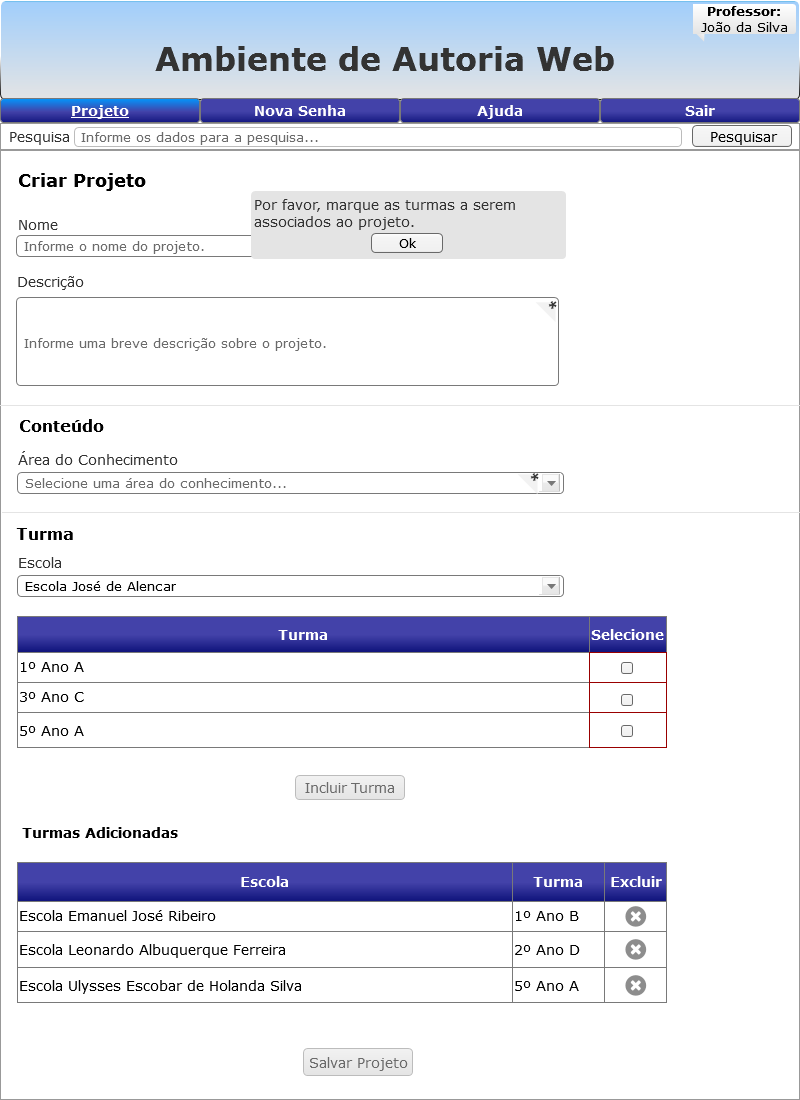 Professor:
João da Silva
Ambiente de Autoria Web
Projeto Nova Senha Ajuda Sair
Pesquisa Informe os dados para a pesquisa... Pesquisar
Criar Projeto
Por favor, marque as turmas a serem
associados ao projeto.
Ok
Nome
Informe o nome do projeto.
Descrição
*
Informe uma breve descrição sobre o projeto.
Conteúdo
Área do Conhecimento
Selecione uma área do conhecimento... *
Turma
Escola
Escola José de Alencar
Turma Selecione
1º Ano A
3º Ano C
5º Ano A
Incluir Turma
Turmas Adicionadas
Escola Turma Excluir
Escola Emanuel José Ribeiro 1º Ano B
Escola Leonardo Albuquerque Ferreira 2º Ano D
Escola Ulysses Escobar de Holanda Silva 5º Ano A
Salvar Projeto